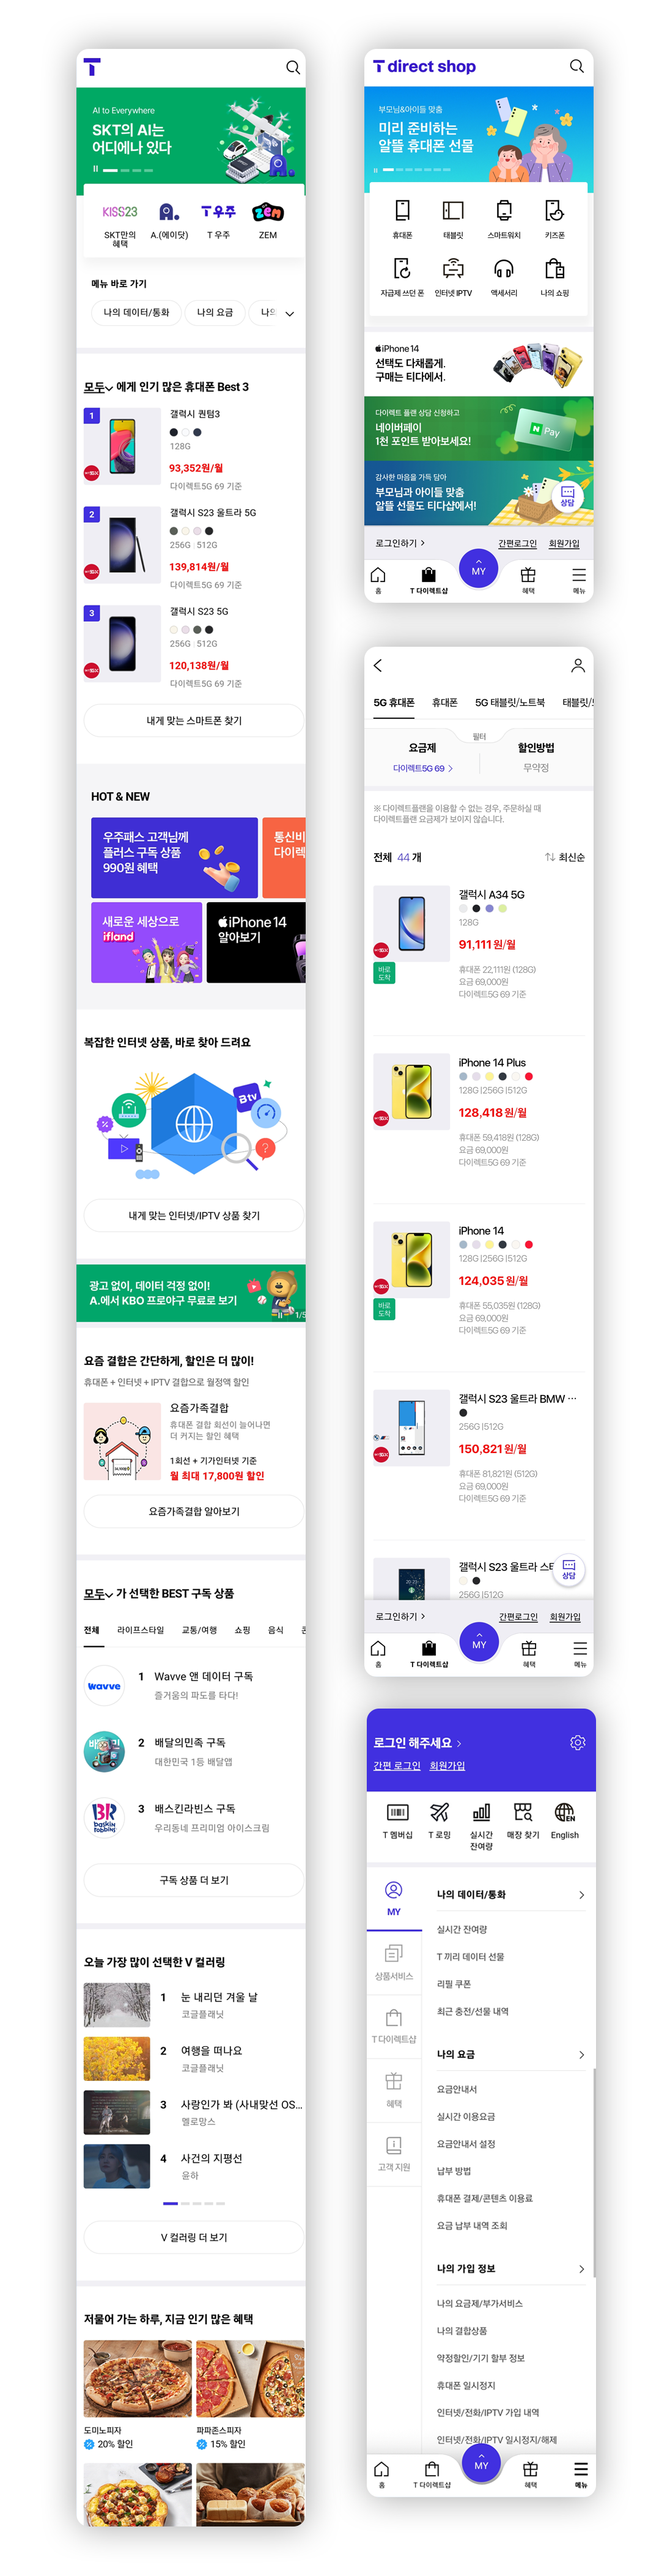 T
AI to Everywhere
SKT의 AI는
어디에나 있다
KISS23
T 우주
zem
SKT만의
혜택
A.(에이닷)
T 우주
ZEM
메뉴 바로 가기
나의 데이터/통화
나의 요금
나의
모두 에게 인기 많은 휴대폰 Best 3
1
갤럭시 퀀텀3
128G
93,352원/월
다이렉트5G 69 기준
2
갤럭시 S23 울트라 5G
256G | 512G
139,814원/월
다이렉트5G 69 기준
3
갤럭시 S23 5G
256G | 512G
120,138원/월
다이렉트5G 69 기준
내게 맞는 스마트폰 찾기
HOT & NEW
우주패스 고객님께
플러스 구독 상품
990원 혜택
통신비
다이렉
새로운 세상으로
ifland
iPhone 14
알아보기
복잡한 인터넷 상품, 바로 찾아 드려요
B tv
내게 맞는 인터넷/IPTV 상품 찾기
광고 없이, 데이터 걱정 없이!
A.에서 KBO 프로야구 무료로 보기
1/5
요즘 결합은 간단하게, 할인은 더 많이!
휴대폰 + 인터넷 + IPTV 결합으로 월정액 할인
요즘가족결합
휴대폰 결합 회선이 늘어나면
더 커지는 할인 혜택
1회선 + 기가인터넷 기준
월 최대 17,800원 할인
요즘가족결합 알아보기
모두 가 선택한 BEST 구독 상품
전체
라이프스타일
교통/여행
쇼핑
음식
wavve
1
Wavve 앤 데이터 구독
즐거움의 파도를 타다!
2
배달의민족 구독
대한민국 1등 배달앱
BR
baskin
robbins
3
배스킨라빈스 구독
우리동네 프리미엄 아이스크림
구독 상품 더 보기
오늘 가장 많이 선택한 V 컬러링
1
눈 내리던 겨울 날
코글플래닛
2
여행을 떠나요
코글플래닛
3
사랑인가 봐 (사내맞선 OS...
멜로망스
4
사건의 지평선
윤하
V 컬러링 더 보기
저물어 가는 하루, 지금 인기 많은 혜택
도미노피자
20% 할인
파파존스피자
15% 할인
T direct shop
부모님&아이들 맞춤
미리 준비하는
알뜰 휴대폰 선물
휴대폰
태블릿
스마트워치
키즈폰
자급제 쓰던 폰
인터넷 IPTV
액세서리
나의 쇼핑
iPhone 14
선택도 다채롭게.
구매는 티다에서.
다이렉트 플랜 상담 신청하고
네이버페이
1천 포인트 받아보세요!
N Pay
감사한 마음을 가득 담아
부모님과 아이들 맞춤
알뜰 선물도 티다샵에서!
상담
로그인하기
간편로그인
회원가입
홈
T 다이렉트샵
MY
혜택
메뉴
5G 휴대폰
휴대폰
5G 태블릿/노트북
태블릿/
필터
요금제
다이렉트5G 69
할인방법
무약정
※ 다이렉트플랜을 이용할 수 없는 경우, 주문하실 때
다이렉트플랜 요금제가 보이지 않습니다.
전체 44 개
최신순
갤럭시 A34 5G
128G
91,111원/월
바로
도착
휴대폰 22,111원 (128G)
요금 69,000원
다이렉트5G 69 기준
iPhone 14 Plus
128G |256G |512G
128,418원/월
휴대폰 59,418원 (128G)
요금 69,000원
다이렉트5G 69 기준
iPhone 14
128G |256G |512G
124,035원/월
바로
도착
휴대폰 55,035원 (128G)
요금 69,000원
다이렉트5G 69 기준
갤럭시 S23 울트라 BMW ···
256G |512G
150,821원/월
휴대폰 81,821원 (512G)
요금 69,000원
다이렉트5G 69 기준
갤럭시 S23 울트라 스타
256G |512G
상담
로그인하기
간편로그인
회원가입
홈
T 다이렉트샵
MY
혜택
메뉴
로그인 해주세요
간편 로그인
회원가입
T 멤버십
T 로밍
실시간
잔여량
매장 찾기
EN
English
MY
상품서비스
T 다이렉트샵
혜택
고객 지원
나의 데이터/통화
실시간 잔여량
T 끼리 데이터 선물
리필 쿠폰
최근 충전/선물 내역
나의 요금
요금안내서
실시간 이용요금
요금안내서 설정
납부 방법
휴대폰 결제/콘텐츠 이용료
요금 납부 내역 조회
나의 가입 정보
나의 요금제/부가서비스
나의 결합상품
약정할인/기기 할부 정보
휴대폰 일시정지
인터넷/전화/IPTV 가입 내역
인터넷/전화/IPTV 일시정지/해제
홈
T 다이렉트샵
MY
혜택
메뉴